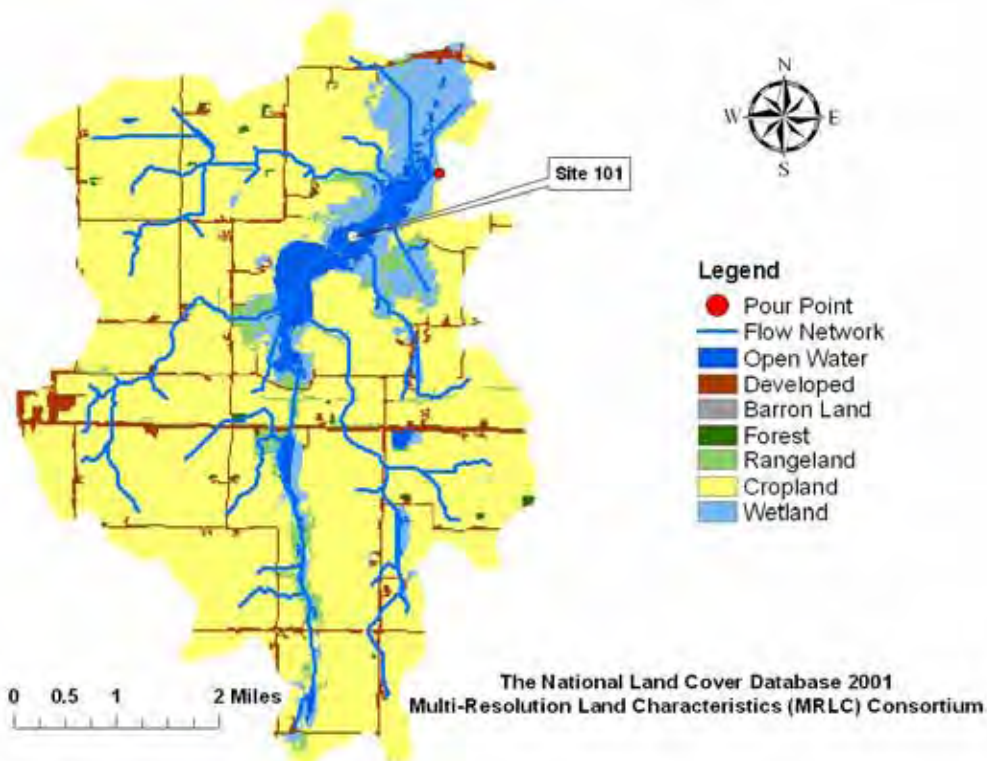 N
W E
S
Site 101
Legend
Pour Point
Flow Network
Open Water
Developed
Barron Land
Forest
Rangeland
Cropland
Wetland
0 0.5 1 2 Miles
The National Land Cover Database 2001
Multi-Resolution Land Characteristics (MRLC) Consortium